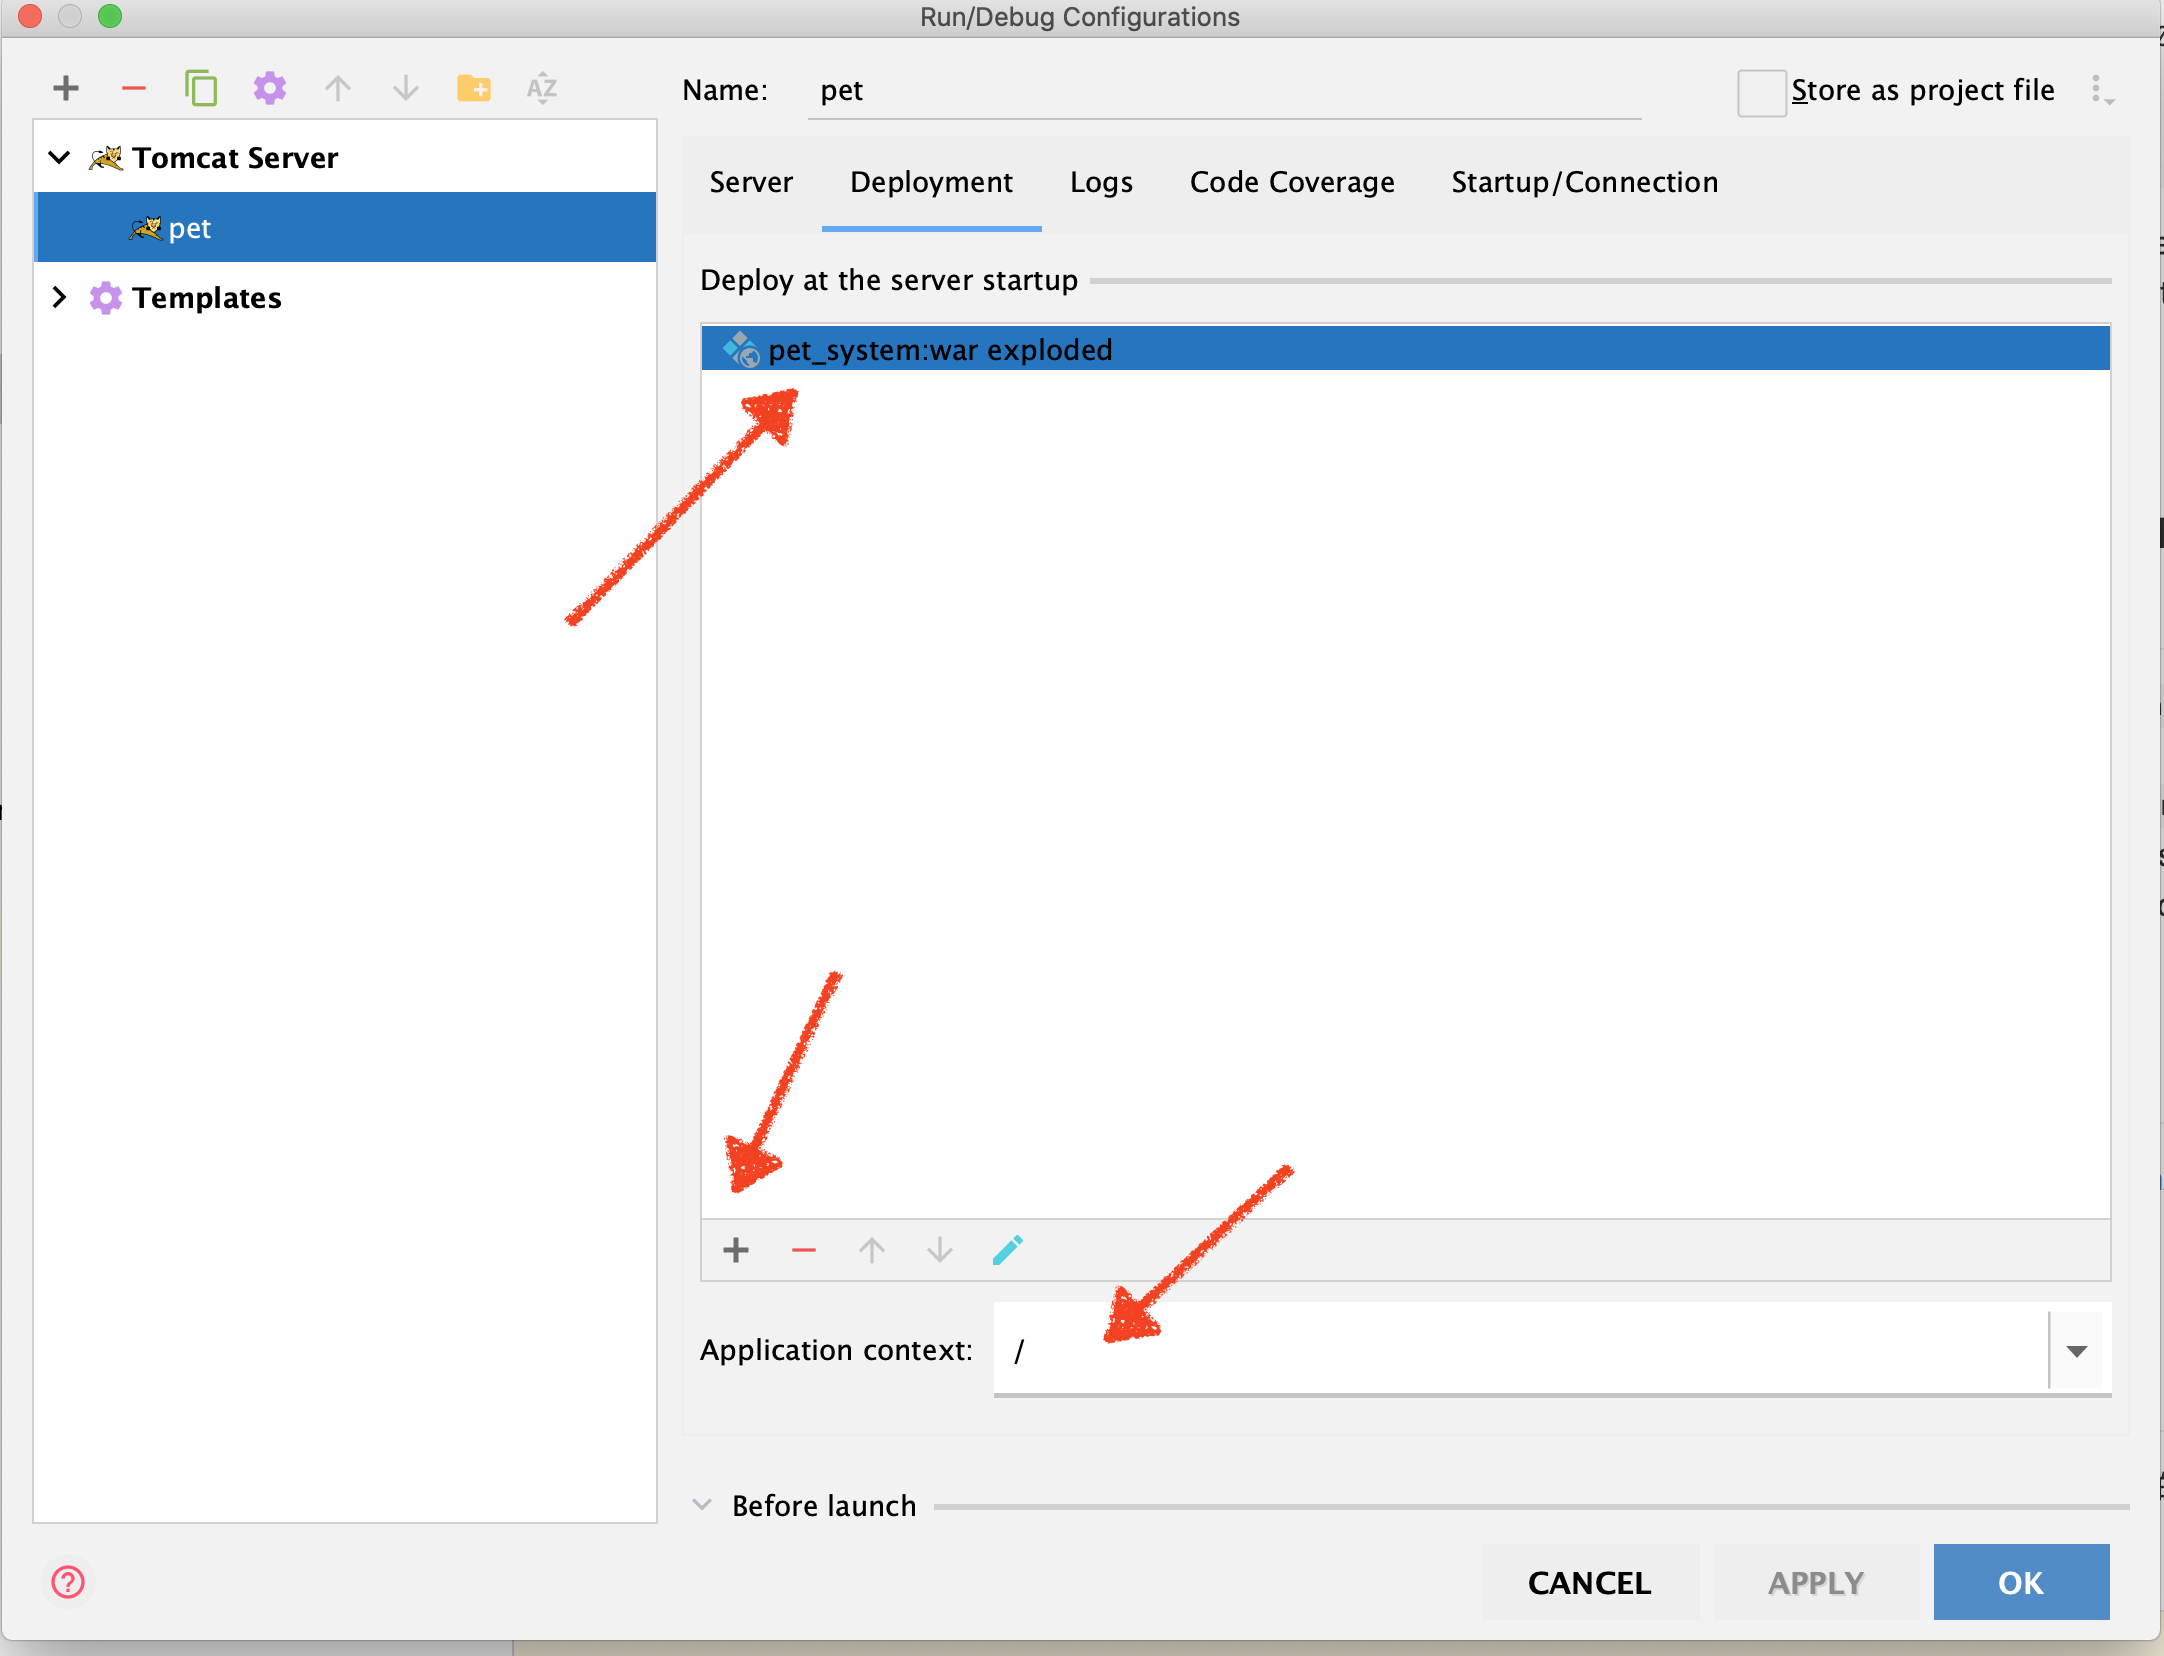 Run/Debug Configurations
Name: pet
Store as project file
Tomcat Server
pet
Templates
Server Deployment Logs Code Coverage Startup/Connection
Deploy at the server startup
pet_system:war exploded
Application context: /
Before launch
CANCEL APPLY OK